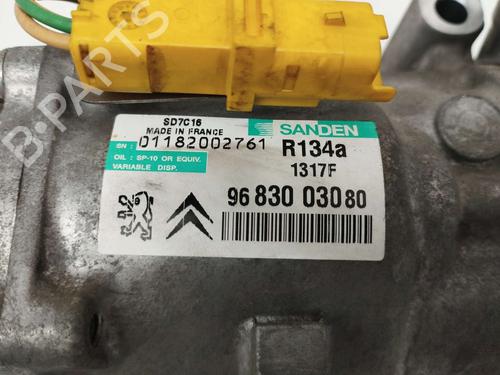 SD7C16
MADE IN FRANCE
SANDEN
SN: 01182002761
R134a
OIL: SP-10 OR EQUIV.
VARIABLE DISP.
1317F
96 830 030 80
B-PARTS
B-PARTS